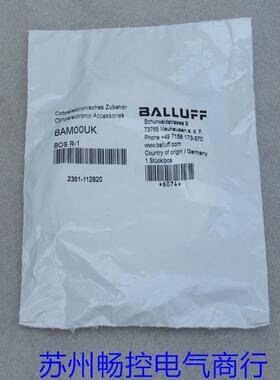 Optoelektronisches Zubehör
Optoelectronic Accessories
BAM00UK
BOS R-1
2351-112820
BALLUFF
Schurwaldstrasse 9
73765 Neuhausen a. d. F.
Phone +49 7158 173-370
www.balluff.com
Country of origin / Germany
1 Stück/pcs
*6074*
苏州畅控电气商行